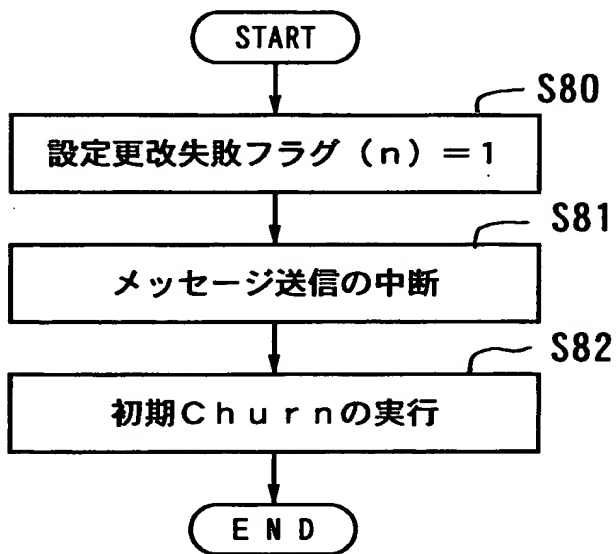 START
S80
設定更改失敗フラグ(n)=1
S81
メッセージ送信の中断
S82
初期Churnの実行
END